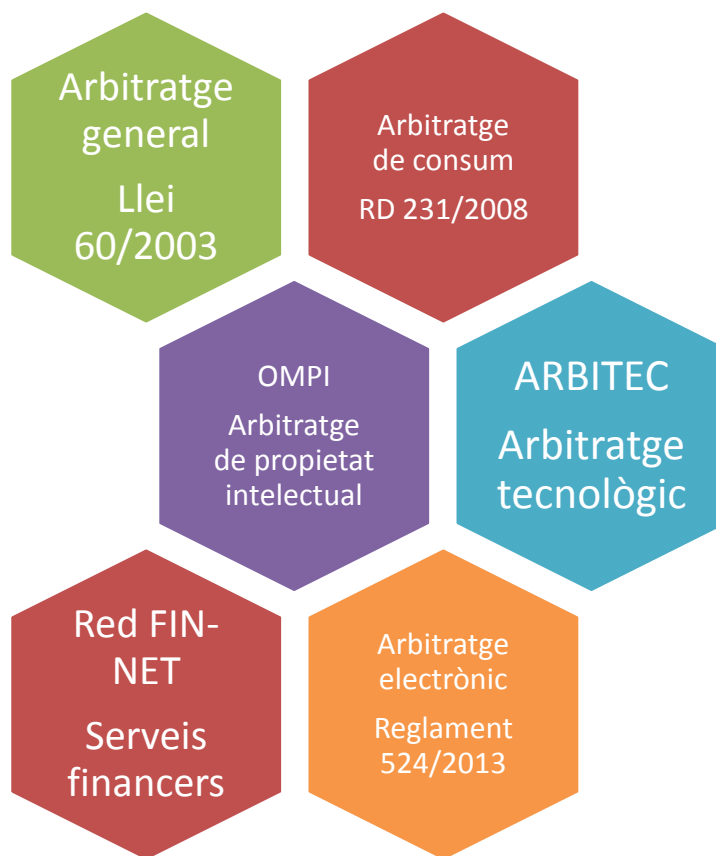 Arbitratge
general
Llei
60/2003
Arbitratge
de consum
RD 231/2008
OMPI
Arbitratge
de propietat
intelectual
ARBITEC
Arbitratge
tecnològic
Red FIN-
NET
Serveis
financers
Arbitratge
electrònic
Reglament
524/2013